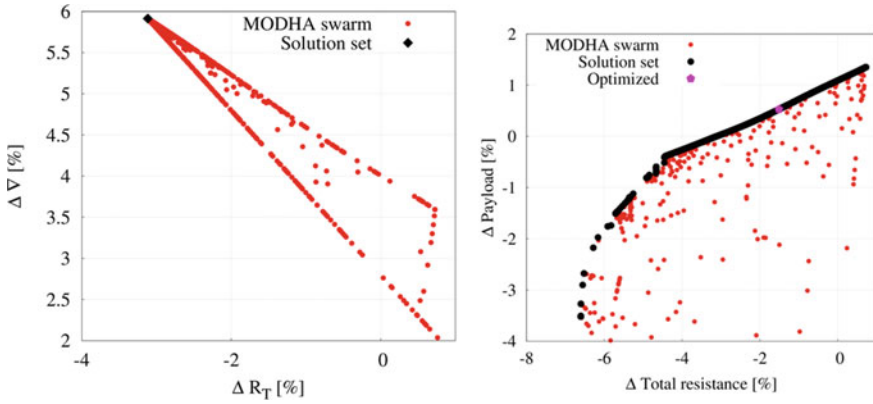 6
5.5
5
4.5
4
3.5
3
2.5
2
Δ ∇ [%]
MODHA swarm
Solution set
-4
-2
0
Δ R_T [%]
2
1
0
-1
-2
-3
-4
Δ Payload [%]
MODHA swarm
Solution set
Optimized
-8
-6
-4
-2
0
Δ Total resistance [%]